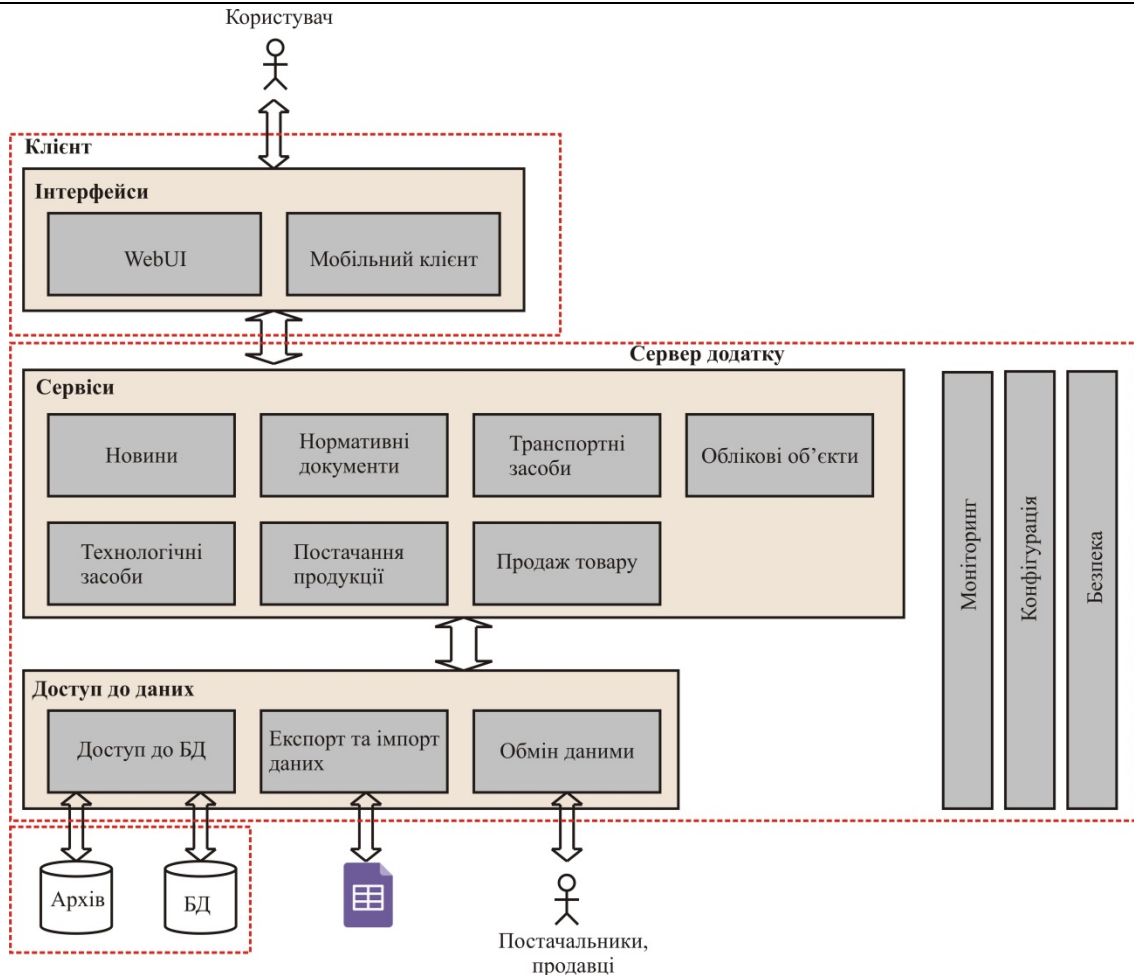 Користувач
Клієнт
Інтерфейси
WebUI
Мобільний клієнт
Сервер додатку
Сервіси
Новини
Нормативні
документи
Транспортні
засоби
Облікові об’єкти
Технологічні
засоби
Постачання
продукції
Продаж товару
Моніторинг
Конфігурація
Безпека
Доступ до даних
Доступ до БД
Експорт та імпорт
даних
Обмін даними
Архів
БД
Постачальники,
продавці